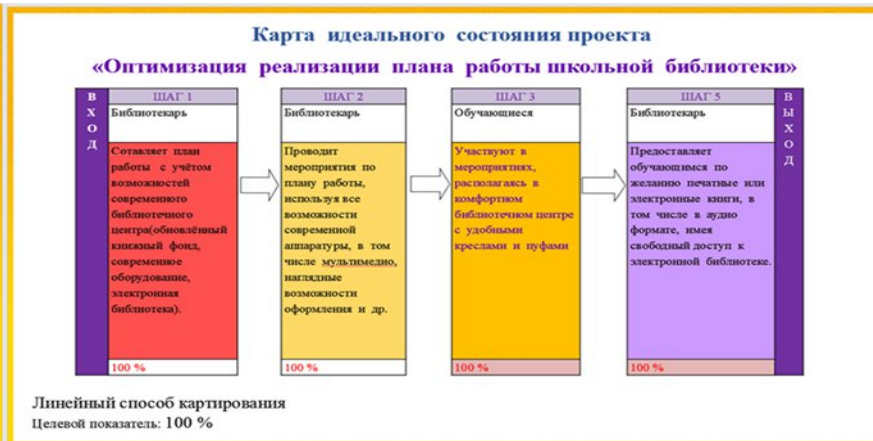 Карта идеального состояния проекта
«Оптимизация реализации плана работы школьной библиотеки»
ВХОД
ШАГ 1
Библиотекарь
Сотавляет план
работы с учётом
возможностей
современного
библиотечного
центра(обновлённый
книжный фонд,
современное
оборудование,
электронная
библиотека).
100 %
ШАГ 2
Библиотекарь
Проводит
мероприятия по
плану работы,
используя все
возможности
современной
аппаратуры, в том
числе мультимедио,
наглядные
возможности
оформления и др.
100 %
ШАГ 3
Обучающиеся
Участвуют в
мероприятиях,
располагаясь в
комфортном
библиотечном центре
с удобными
креслами и пуфами
100 %
ШАГ 5
Библиотекарь
Предоставляет
обучающимся по
желанию печатные или
электронные книги, в
том числе в аудио
формате, имея
свободный доступ к
электронной библиотеке.
100 %
ВЫХОД
Линейный способ картирования
Целевой показатель: 100 %